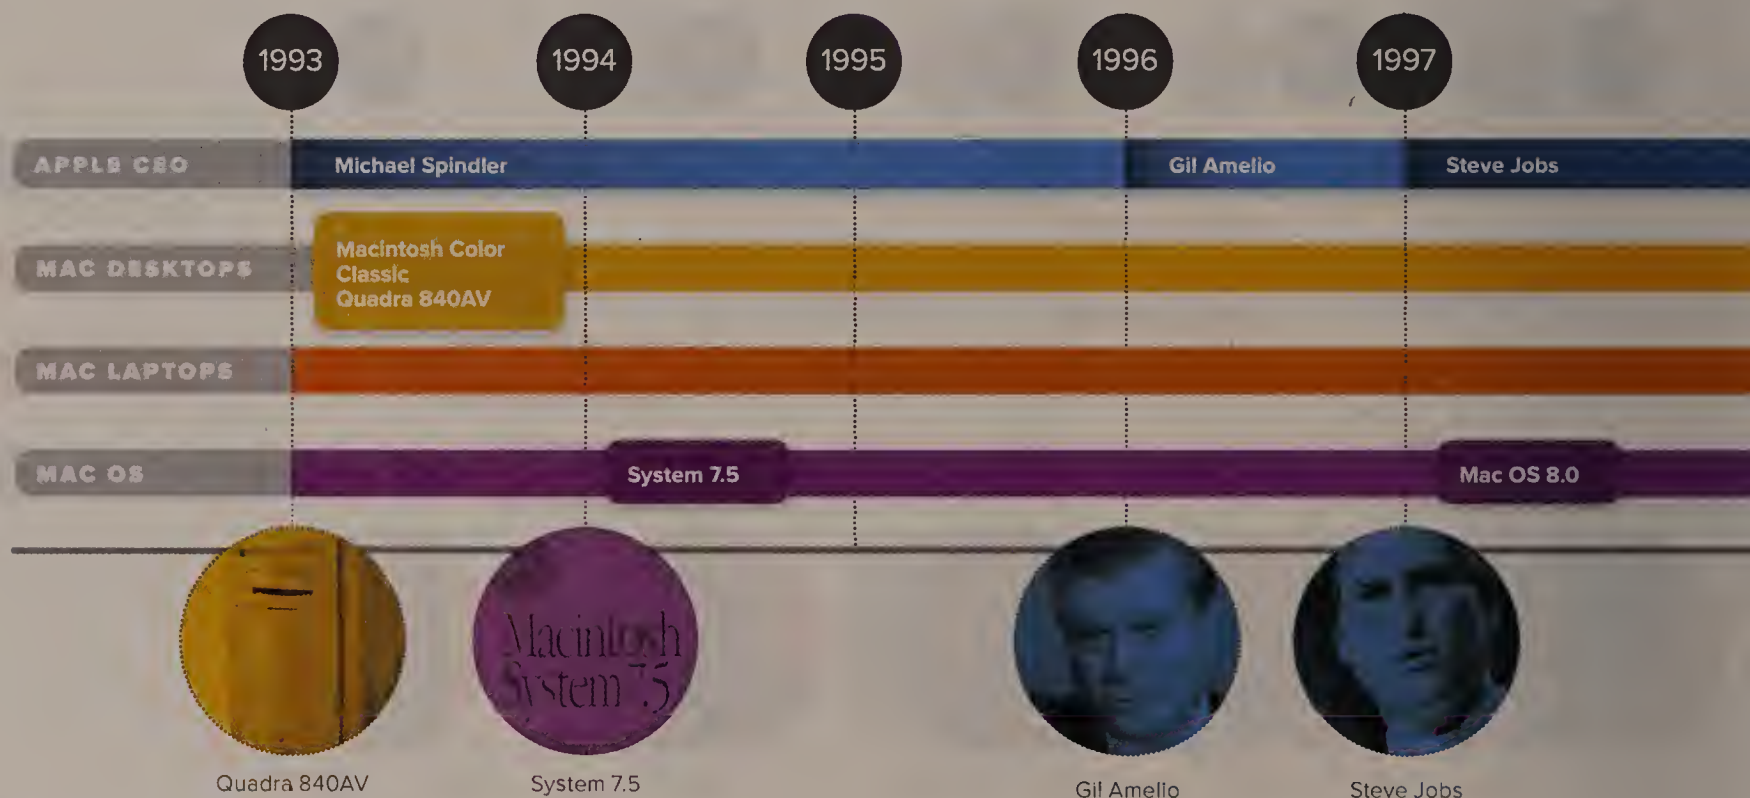 1993
1994
1995
1996
1997
APPLE CEO
Michael Spindler
Gil Amelio
Steve Jobs
MAC DESKTOPS
Macintosh Color
Classic
Quadra 840AV
MAC LAPTOPS
MAC OS
System 7.5
Mac OS 8.0
Macintosh
System 7.5
Quadra 840AV
System 7.5
Gil Amelio
Steve Jobs